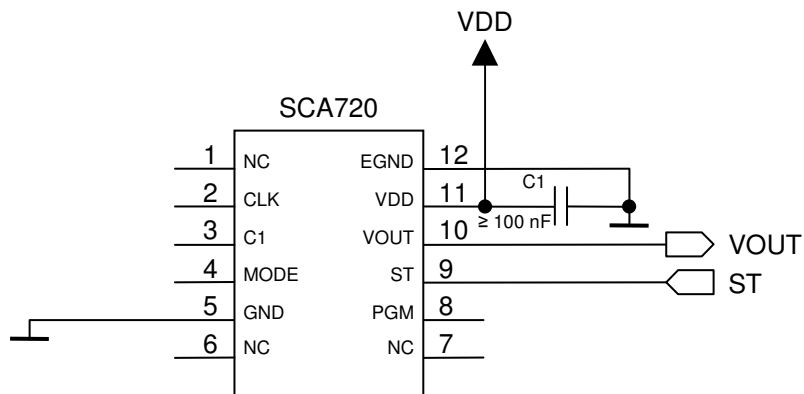 VDD
SCA720
1 NC EGND 12
2 CLK VDD 11 C1
≥ 100 nF
3 C1 VOUT 10 VOUT
4 MODE ST 9 ST
5 GND PGM 8
6 NC NC 7